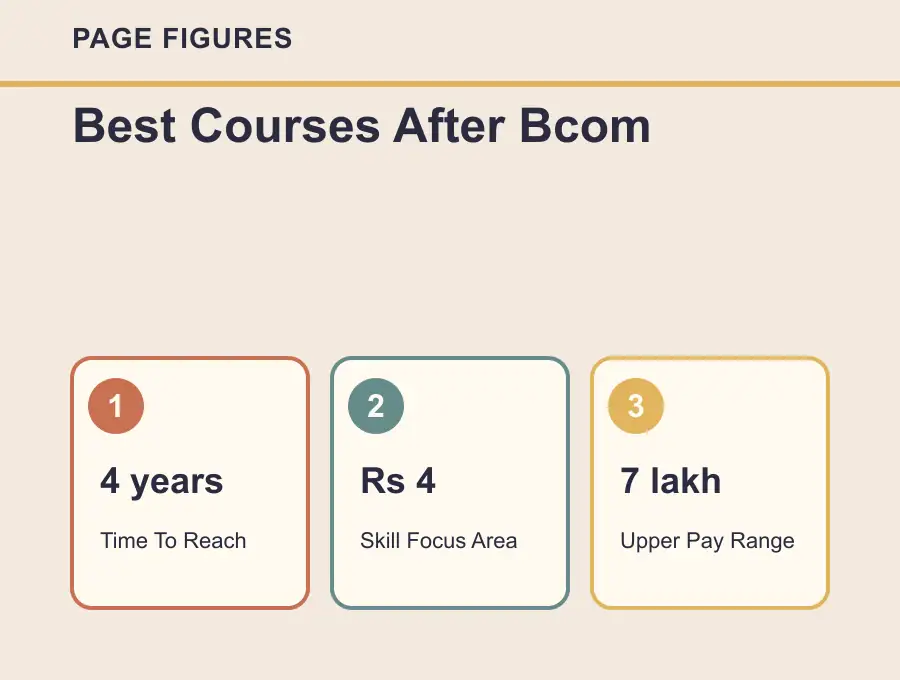 PAGE FIGURES
Best Courses After Bcom
1
4 years
Time To Reach
2
Rs 4
Skill Focus Area
3
7 lakh
Upper Pay Range